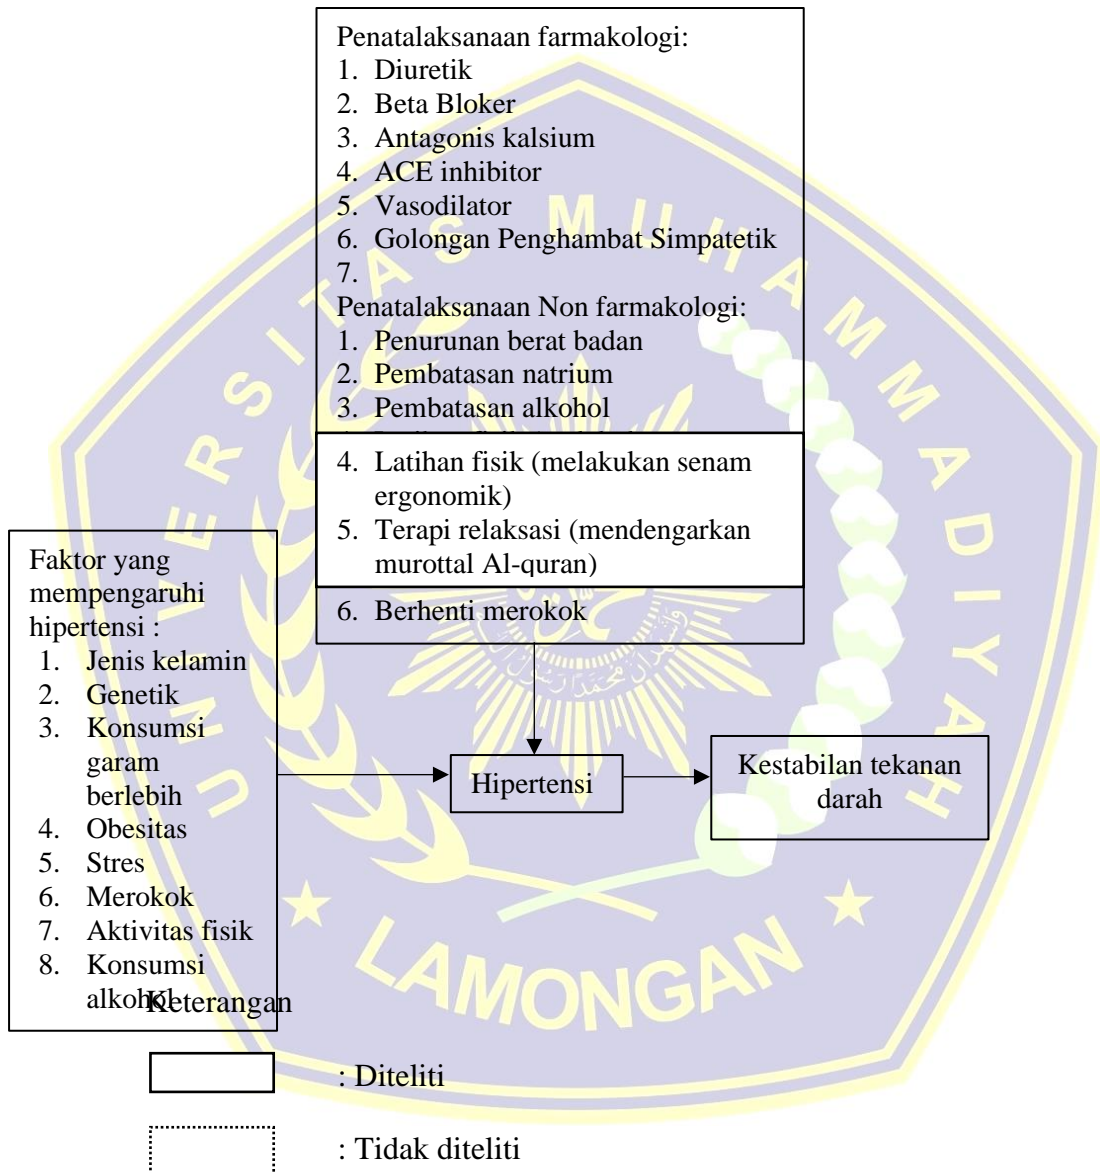 Penatalaksanaan farmakologi:
1. Diuretik
2. Beta Bloker
3. Antagonis kalsium
4. ACE inhibitor
5. Vasodilator
6. Golongan Penghambat Simpatetik
7.
Penatalaksanaan Non farmakologi:
1. Penurunan berat badan
2. Pembatasan natrium
3. Pembatasan alkohol
4. Latihan fisik (melakukan senam
ergonomik)
5. Terapi relaksasi (mendengarkan
murottal Al-quran)
6. Berhenti merokok
Faktor yang
mempengaruhi
hipertensi :
1. Jenis kelamin
2. Genetik
3. Konsumsi
garam
berlebih
4. Obesitas
5. Stres
6. Merokok
7. Aktivitas fisik
8. Konsumsi
alkohol
Hipertensi
Kestabilan tekanan
darah
Keterangan
: Diteliti
: Tidak diteliti
UNIVERSITAS MUHAMMADIYAH
LAMONGAN